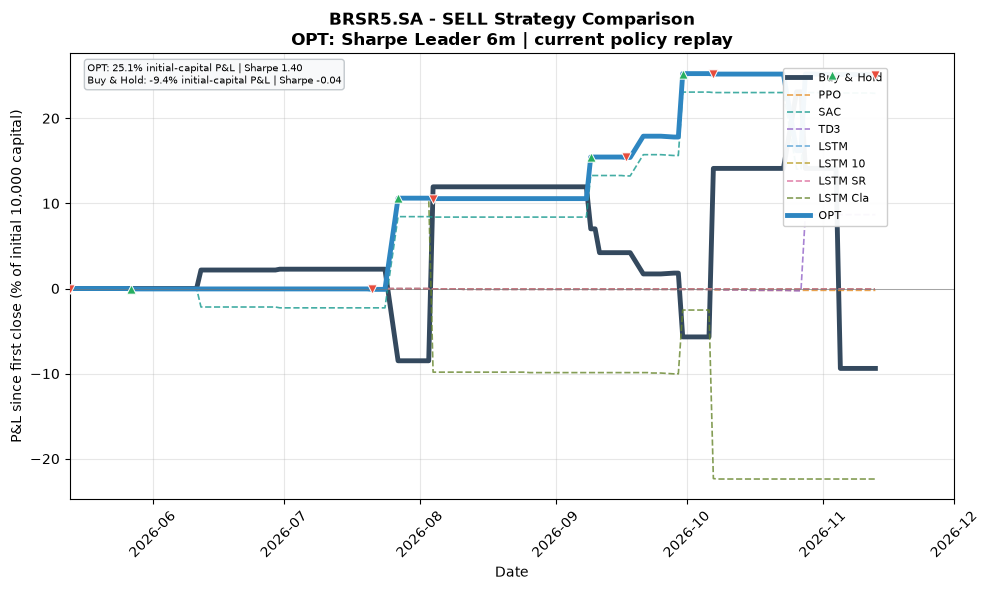 BRSR5.SA - SELL Strategy Comparison
OPT: Sharpe Leader 6m | current policy replay
OPT: 25.1% initial-capital P&L | Sharpe 1.40
Buy & Hold: -9.4% initial-capital P&L | Sharpe -0.04
Buy & Hold
PPO
SAC
TD3
LSTM
LSTM 10
LSTM SR
LSTM Cla
OPT
P&L since first close (% of initial 10,000 capital)
20
10
0
−10
−20
2026-06
2026-07
2026-08
2026-09
2026-10
2026-11
2026-12
Date